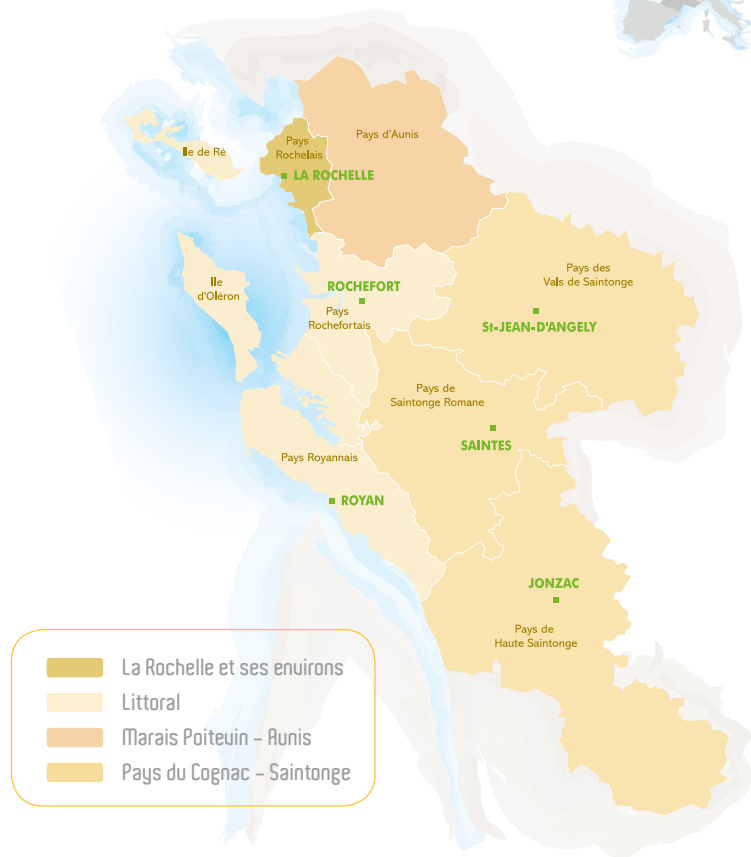 Pays
Rochelais
Pays d'Aunis
Ile de Ré
LA ROCHELLE
Ile
d'Oléron
ROCHEFORT
Pays
Rochefortais
Pays des
Vals de Saintonge
St-JEAN-D'ANGELY
Pays de
Saintonge Romane
SAINTES
Pays Royannais
ROYAN
JONZAC
Pays de
Haute Saintonge
La Rochelle et ses environs
Littoral
Marais Poitevin - Aunis
Pays du Cognac - Saintonge